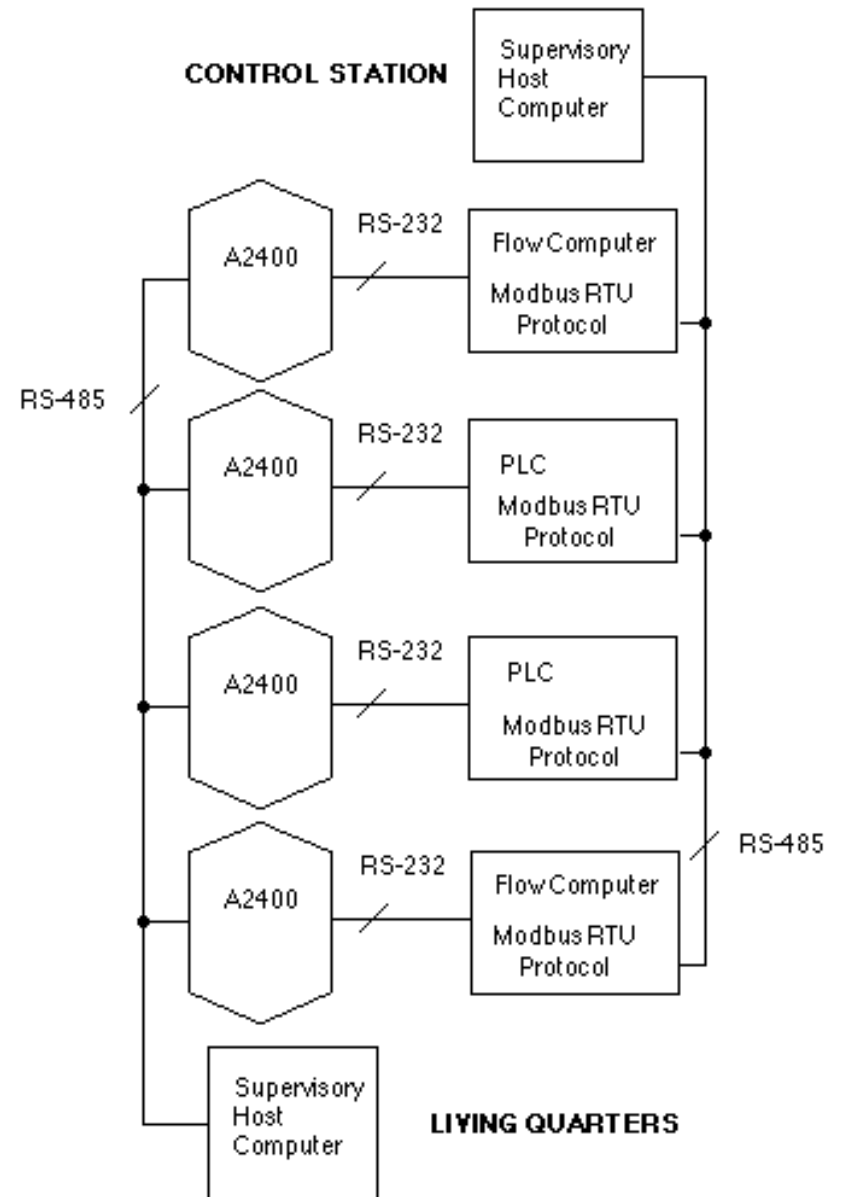 CONTROL STATION
Supervisory
Host
Computer
A2400
RS-232
Flow Computer
Modbus RTU
Protocol
RS-485
A2400
RS-232
PLC
Modbus RTU
Protocol
A2400
RS-232
PLC
Modbus RTU
Protocol
A2400
RS-232
Flow Computer
Modbus RTU
Protocol
RS-485
Supervisory
Host
Computer
LIVING QUARTERS